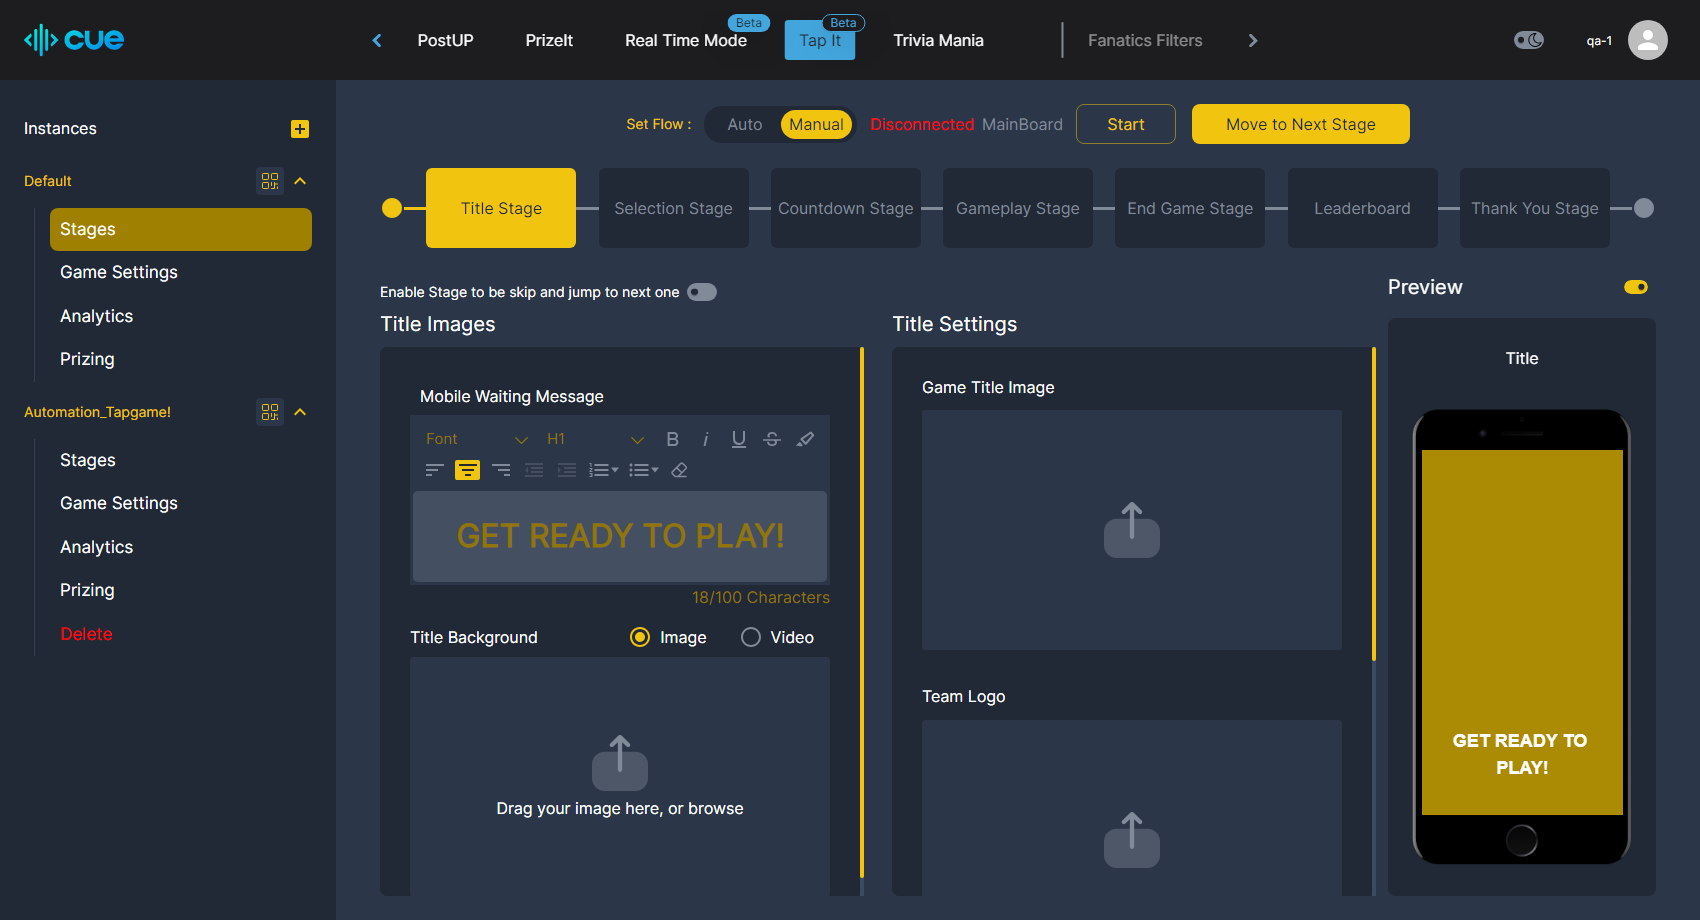 cue
PostUP
PrizeIt
Real Time Mode
Beta
Tap It
Beta
Trivia Mania
Fanatics Filters
qa-1
Instances
Default
Stages
Game Settings
Analytics
Prizing
Automation_Tapgame!
Stages
Game Settings
Analytics
Prizing
Delete
Set Flow :
Auto
Manual
Disconnected MainBoard
Start
Move to Next Stage
Title Stage
Selection Stage
Countdown Stage
Gameplay Stage
End Game Stage
Leaderboard
Thank You Stage
Enable Stage to be skip and jump to next one
Title Images
Mobile Waiting Message
Font
H1
B
i
U
S
GET READY TO PLAY!
18/100 Characters
Title Background
Image
Video
Drag your image here, or browse
Title Settings
Game Title Image
Team Logo
Preview
Title
GET READY TO
PLAY!